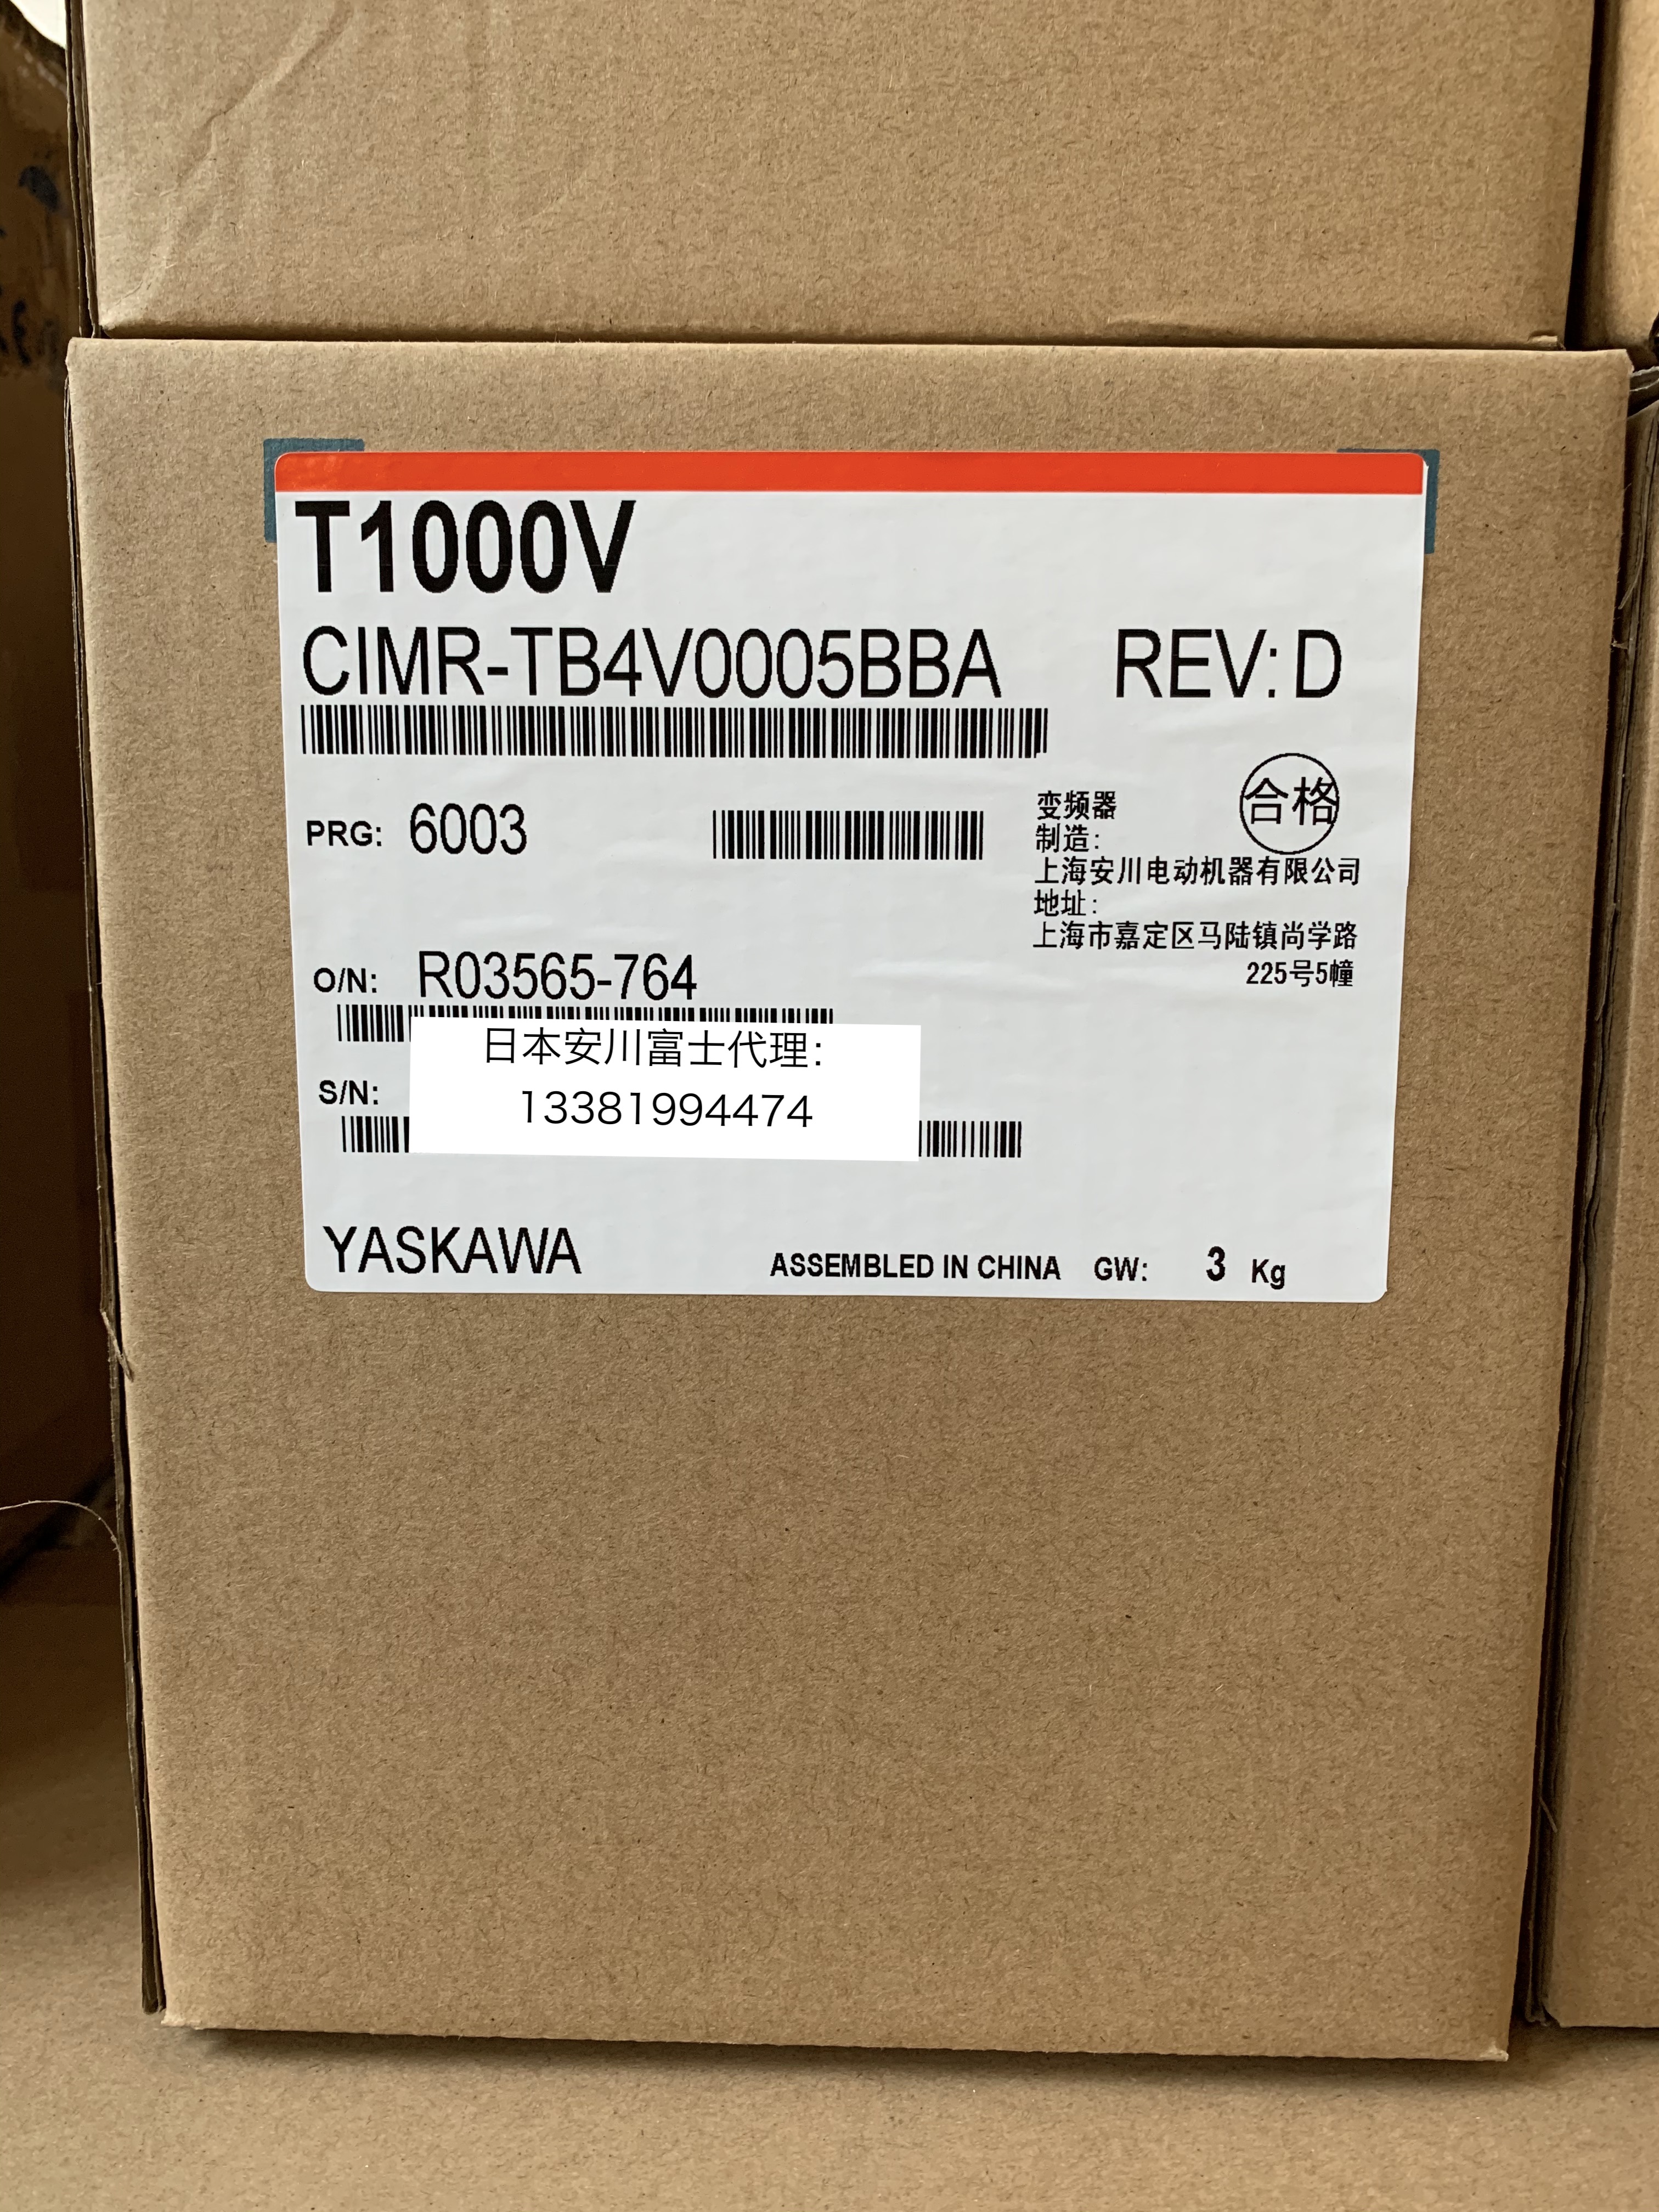 T1000V
CIMR-TB4V0005BBA REV: D
PRG: 6003
合格
变频器
制造:
上海安川电动机器有限公司
地址:
上海市嘉定区马陆镇尚学路
225号5幢
O/N: R03565-764
日本安川富士代理:
S/N:
13381994474
YASKAWA ASSEMBLED IN CHINA GW: 3 Kg